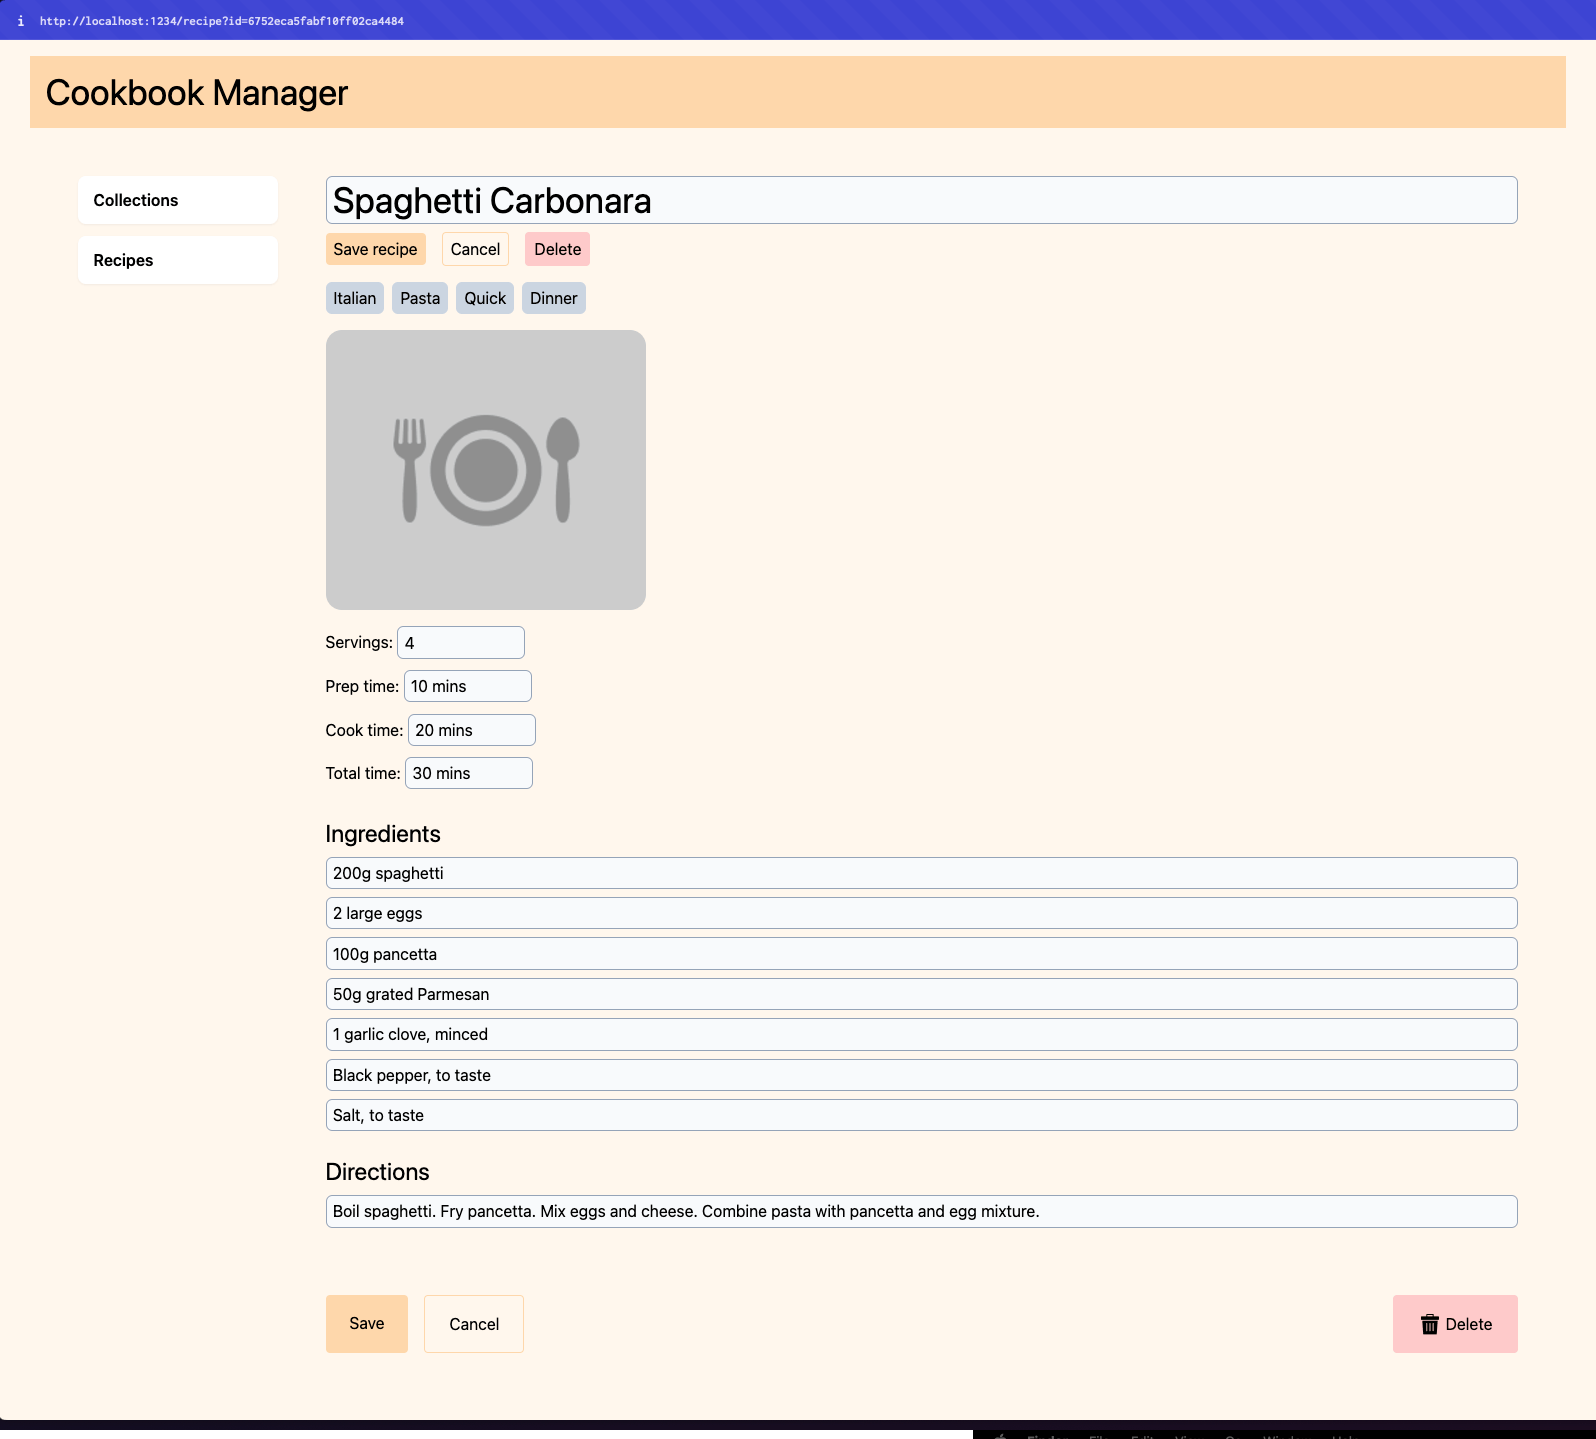 i http://localhost:1234/recipe?id=6752eca5fabf10ff02ca4484
Cookbook Manager
Collections
Recipes
Spaghetti Carbonara
Save recipe Cancel Delete
Italian Pasta Quick Dinner
Servings: 4
Prep time: 10 mins
Cook time: 20 mins
Total time: 30 mins
Ingredients
200g spaghetti
2 large eggs
100g pancetta
50g grated Parmesan
1 garlic clove, minced
Black pepper, to taste
Salt, to taste
Directions
Boil spaghetti. Fry pancetta. Mix eggs and cheese. Combine pasta with pancetta and egg mixture.
Save Cancel Delete